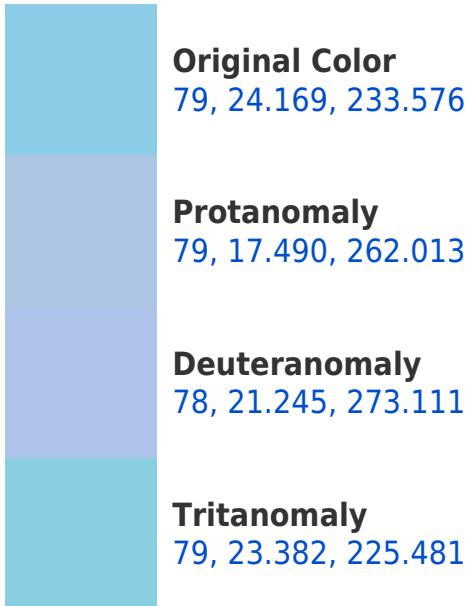 Original Color
79, 24.169, 233.576
Protanomaly
79, 17.490, 262.013
Deuteranomaly
78, 21.245, 273.111
Tritanomaly
79, 23.382, 225.481